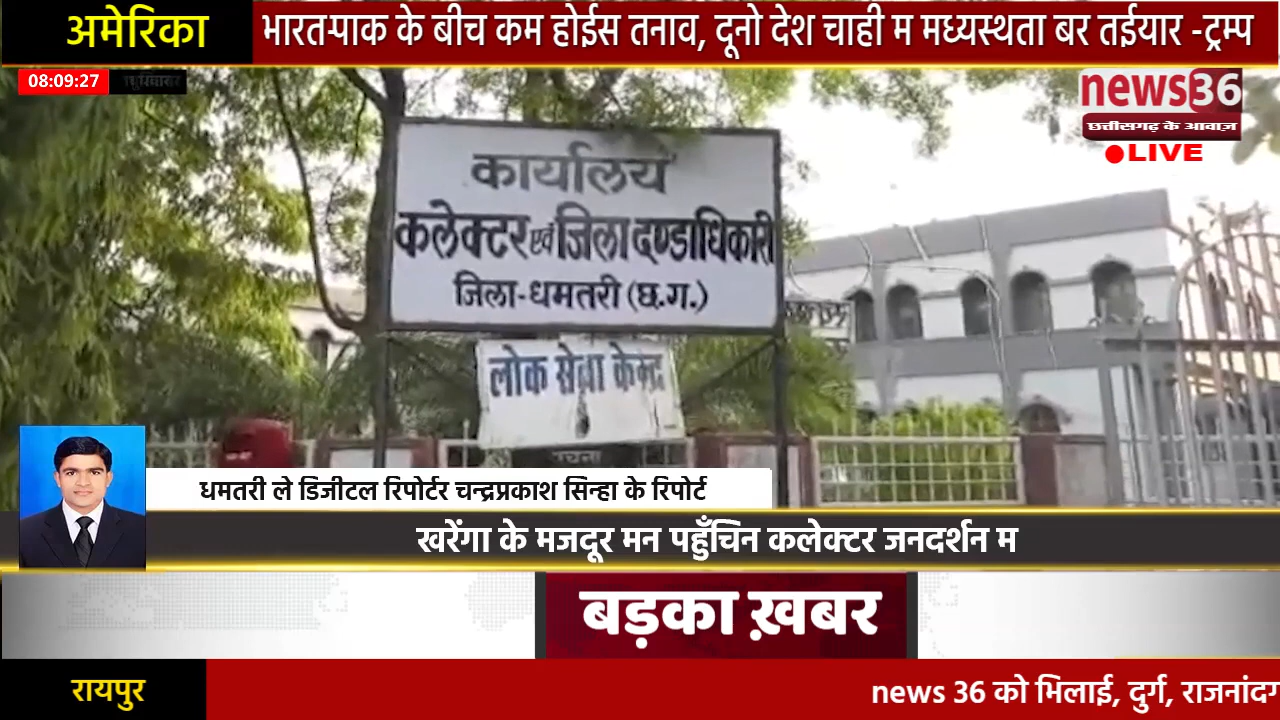 अमेरिका
भारत-पाक के बीच कम होईस तनाव, दूनो देश चाही म मध्यस्थता बर तईयार -ट्रम्प
08:09:27
news36
छत्तीसगढ़ के आवाज़
LIVE
कार्यालय
कलेक्टर एवं जिला दण्डाधिकारी
जिला-धमतरी (छ.ग.)
लोक सेवा केन्द्र
धमतरी ले डिजीटल रिपोर्टर चन्द्रप्रकाश सिन्हा के रिपोर्ट
खरेंगा के मजदूर मन पहुँचिन कलेक्टर जनदर्शन म
बड़का ख़बर
रायपुर
news 36 को भिलाई, दुर्ग, राजनांदग